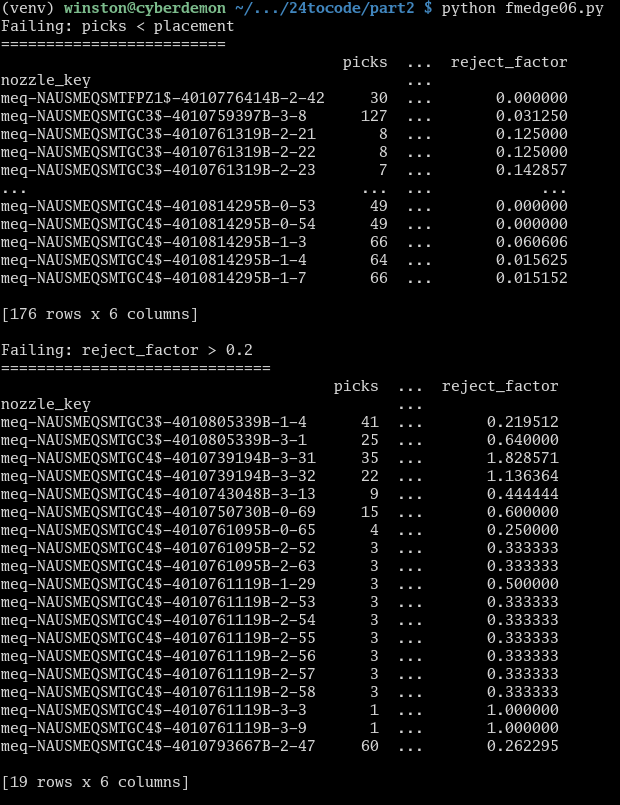 (venv) winston@cyberdemon ~/.../24tocode/part2 $ python fmedge06.py
Failing: picks < placement
=========================
picks ... reject_factor
nozzle_key ...
meq-NAUSMEQSMTFPZ1$-4010776414B-2-42 30 ... 0.000000
meq-NAUSMEQSMTGC3$-4010759397B-3-8 127 ... 0.031250
meq-NAUSMEQSMTGC3$-4010761319B-2-21 8 ... 0.125000
meq-NAUSMEQSMTGC3$-4010761319B-2-22 8 ... 0.125000
meq-NAUSMEQSMTGC3$-4010761319B-2-23 7 ... 0.142857
... ... ... ...
meq-NAUSMEQSMTGC4$-4010814295B-0-53 49 ... 0.000000
meq-NAUSMEQSMTGC4$-4010814295B-0-54 49 ... 0.000000
meq-NAUSMEQSMTGC4$-4010814295B-1-3 66 ... 0.060606
meq-NAUSMEQSMTGC4$-4010814295B-1-4 64 ... 0.015625
meq-NAUSMEQSMTGC4$-4010814295B-1-7 66 ... 0.015152
[176 rows x 6 columns]
Failing: reject_factor > 0.2
==============================
picks ... reject_factor
nozzle_key ...
meq-NAUSMEQSMTGC3$-4010805339B-1-4 41 ... 0.219512
meq-NAUSMEQSMTGC3$-4010805339B-3-1 25 ... 0.640000
meq-NAUSMEQSMTGC4$-4010739194B-3-31 35 ... 1.828571
meq-NAUSMEQSMTGC4$-4010739194B-3-32 22 ... 1.136364
meq-NAUSMEQSMTGC4$-4010743048B-3-13 9 ... 0.444444
meq-NAUSMEQSMTGC4$-4010750730B-0-69 15 ... 0.600000
meq-NAUSMEQSMTGC4$-4010761095B-0-65 4 ... 0.250000
meq-NAUSMEQSMTGC4$-4010761095B-2-52 3 ... 0.333333
meq-NAUSMEQSMTGC4$-4010761095B-2-63 3 ... 0.333333
meq-NAUSMEQSMTGC4$-4010761119B-1-29 3 ... 0.500000
meq-NAUSMEQSMTGC4$-4010761119B-2-53 3 ... 0.333333
meq-NAUSMEQSMTGC4$-4010761119B-2-54 3 ... 0.333333
meq-NAUSMEQSMTGC4$-4010761119B-2-55 3 ... 0.333333
meq-NAUSMEQSMTGC4$-4010761119B-2-56 3 ... 0.333333
meq-NAUSMEQSMTGC4$-4010761119B-2-57 3 ... 0.333333
meq-NAUSMEQSMTGC4$-4010761119B-2-58 3 ... 0.333333
meq-NAUSMEQSMTGC4$-4010761119B-3-3 1 ... 1.000000
meq-NAUSMEQSMTGC4$-4010761119B-3-9 1 ... 1.000000
meq-NAUSMEQSMTGC4$-4010793667B-2-47 60 ... 0.262295
[19 rows x 6 columns]